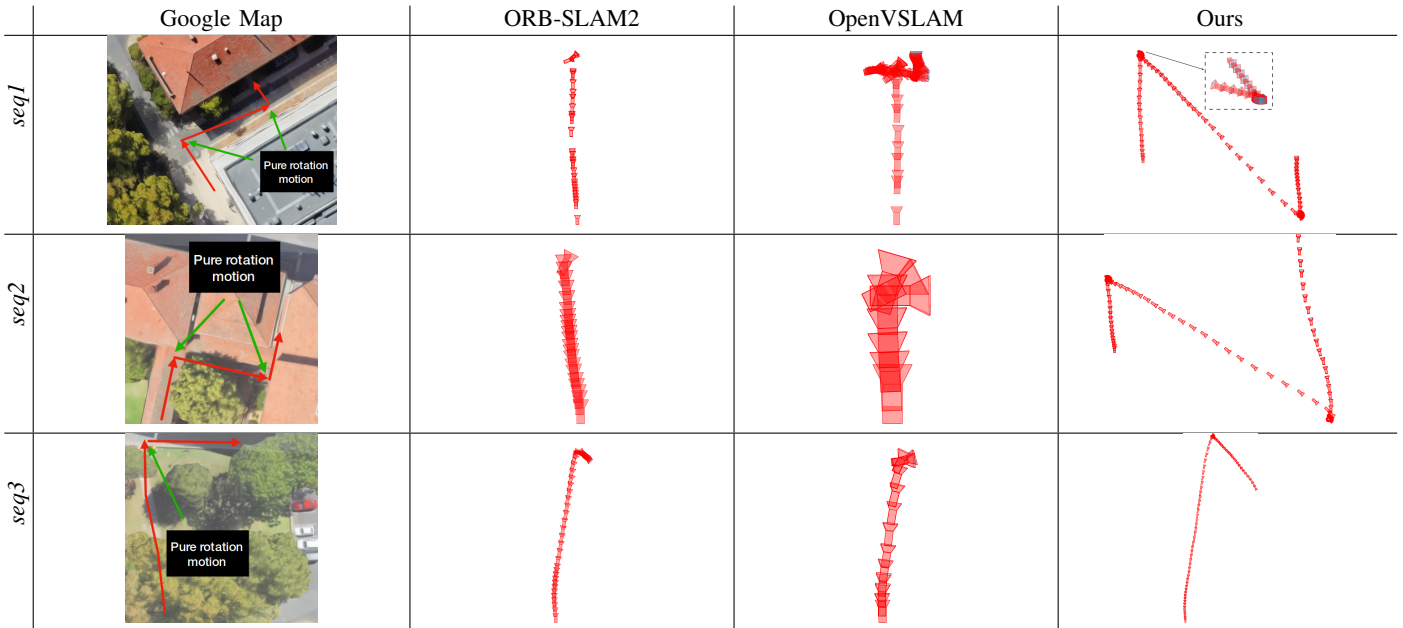 Google Map
ORB-SLAM2
OpenVSLAM
Ours
seq1
Pure rotation
motion
seq2
Pure rotation
motion
seq3
Pure rotation
motion